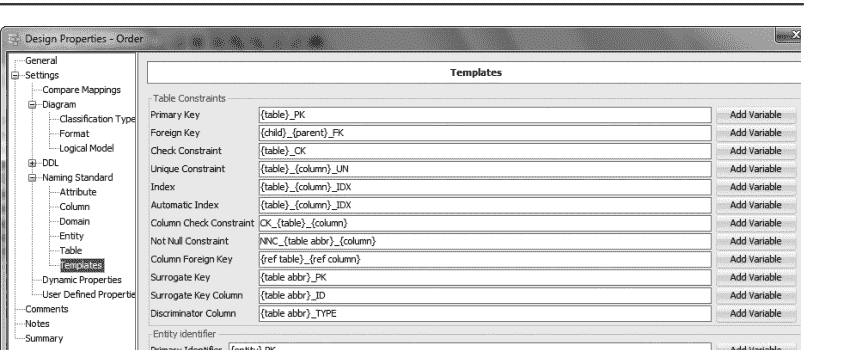 Design Properties - Order
General
Settings
Compare Mappings
Diagram
Classification Type
Format
Logical Model
DDL
Naming Standard
Attribute
Column
Domain
Entity
Table
Templates
Dynamic Properties
User Defined Propertie
Comments
Notes
Summary
Templates
Table Constraints
Primary Key {table}_PK Add Variable
Foreign Key {child}_{parent}_FK Add Variable
Check Constraint {table}_CK Add Variable
Unique Constraint {table}_{column}_UN Add Variable
Index {table}_{column}_IDX Add Variable
Automatic Index {table}_{column}_IDX Add Variable
Column Check Constraint CK_{table}_{column} Add Variable
Not Null Constraint NNC_{table abbr}_{column} Add Variable
Column Foreign Key {ref table}_{ref column} Add Variable
Surrogate Key {table abbr}_PK Add Variable
Surrogate Key Column {table abbr}_ID Add Variable
Discriminator Column {table abbr}_TYPE Add Variable
Entity identifier
Primary Identifier {entity}_PK Add Variable